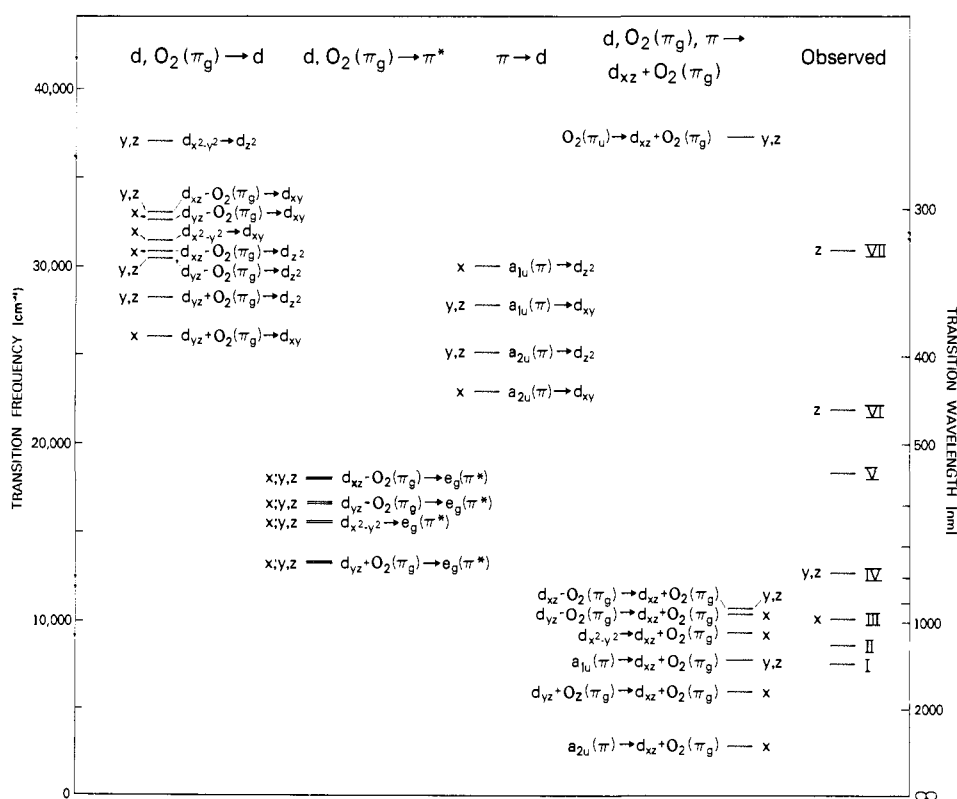 d, O₂(πg) → d
d, O₂(πg) → π*
π → d
d, O₂(πg), π →
dxz + O₂(πg)
Observed
TRANSITION FREQUENCY (cm⁻¹)
40,000
30,000
20,000
10,000
0
y,z — dx²-y² → dz²
y,z dxz - O₂(πg) → dxy
x dyz - O₂(πg) → dxy
x dx²-y² → dxy
x dxz - O₂(πg) → dz²
y,z dyz - O₂(πg) → dz²
y,z — dyz + O₂(πg) → dz²
x — dyz + O₂(πg) → dxy
x;y,z — dxz - O₂(πg) → eg(π*)
x;y,z — dyz - O₂(πg) → eg(π*)
x;y,z — dx²-y² → eg(π*)
x;y,z — dyz + O₂(πg) → eg(π*)
x — a1u(π) → dz²
y,z — a1u(π) → dxy
y,z — a2u(π) → dz²
x — a2u(π) → dxy
O₂(πu) → dxz + O₂(πg) — y,z
dxz - O₂(πg) → dxz + O₂(πg) y,z
dyz - O₂(πg) → dxz + O₂(πg) x
dx²-y² → dxz + O₂(πg) — x
a1u(π) → dxz + O₂(πg) — y,z
dyz + O₂(πg) → dxz + O₂(πg) — x
a2u(π) → dxz + O₂(πg) — x
z — VII
z — VI
— V
y,z — IV
x — III
— II
— I
300
400
500
1000
2000
∞
TRANSITION WAVELENGTH [nm]